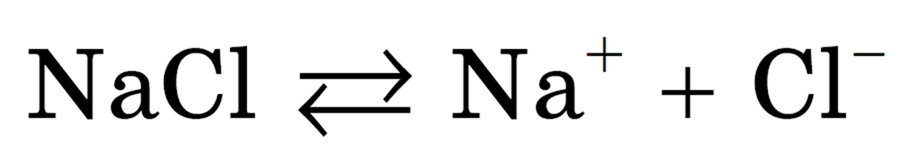 NaCl ⇌ Na⁺ + Cl⁻